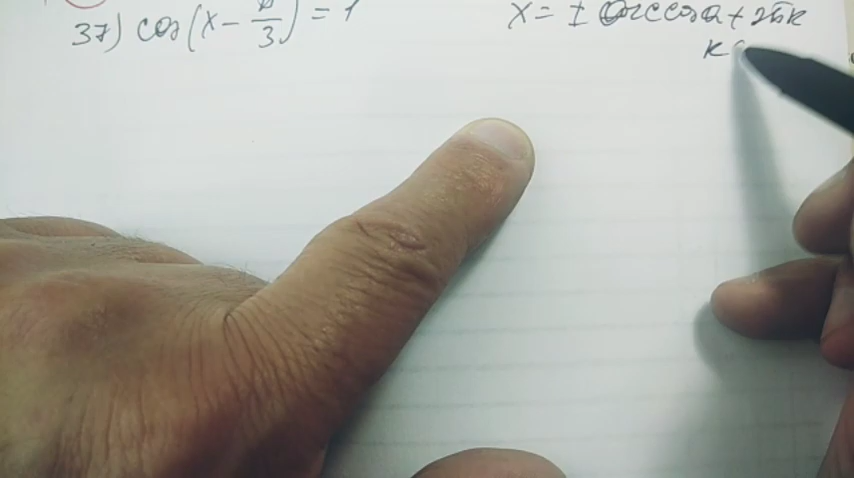 37) cos(x - π/3) = 1
x = ± arccos a + 2πk
k